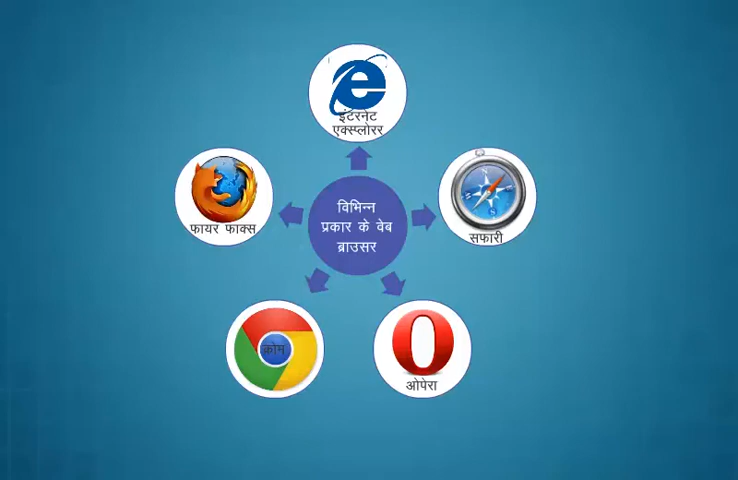 इंटरनेट
एक्स्प्लोरर
फायर फाक्स
विभिन्न
प्रकार के वेब
ब्राउसर
सफारी
क्रोम
ओपेरा